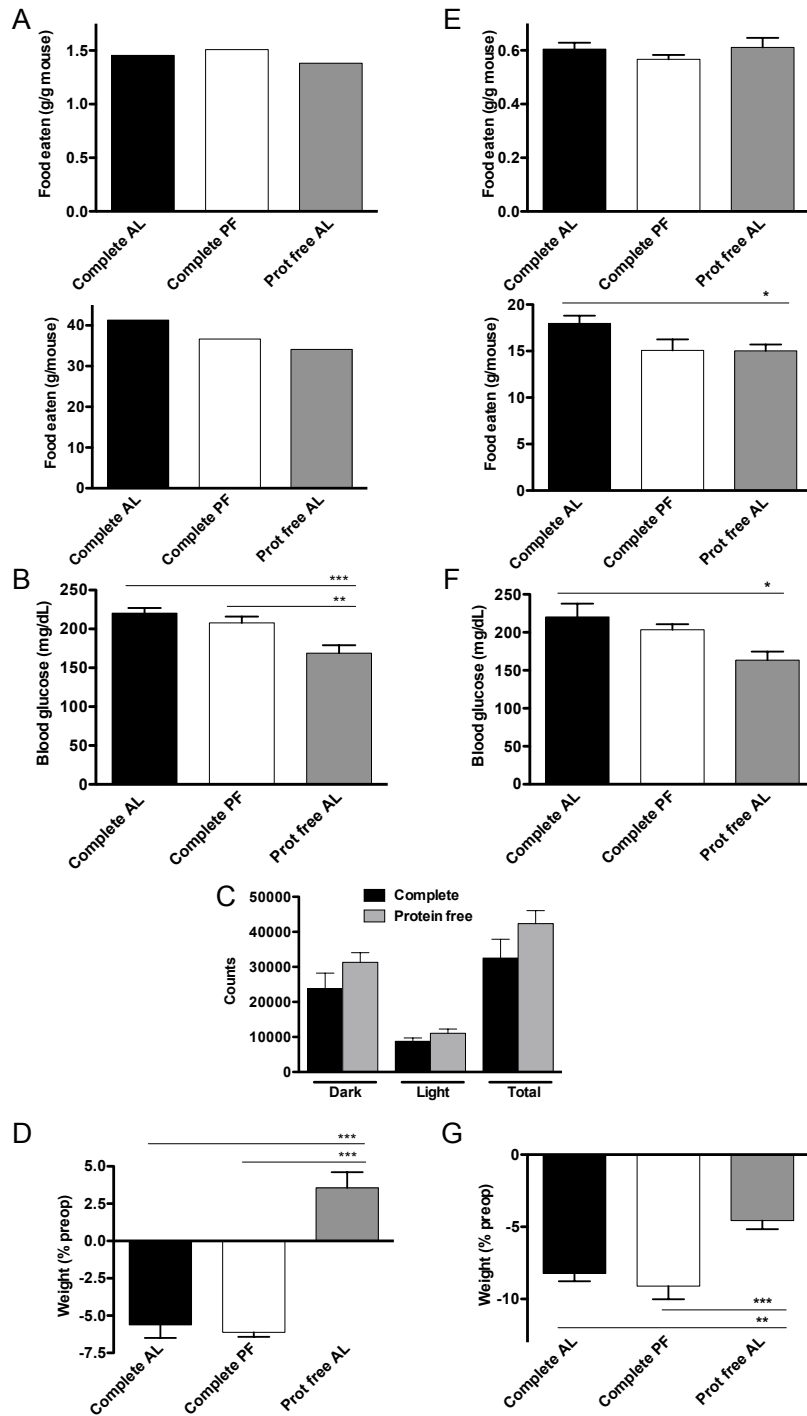 A
Food eaten (g/g mouse)
1.5
1.0
0.5
0.0
Complete AL
Complete PF
Prot free AL
Food eaten (g/mouse)
40
30
20
10
0
Complete AL
Complete PF
Prot free AL
B
Blood glucose (mg/dL)
250
200
150
100
50
0
***
**
Complete AL
Complete PF
Prot free AL
E
Food eaten (g/g mouse)
0.6
0.4
0.2
0.0
Complete AL
Complete PF
Prot free AL
Food eaten (g/mouse)
20
15
10
5
0
*
Complete AL
Complete PF
Prot free AL
F
Blood glucose (mg/dL)
250
200
150
100
50
0
*
Complete AL
Complete PF
Prot free AL
C
Counts
50000
40000
30000
20000
10000
0
Complete
Protein free
Dark
Light
Total
D
Weight (% preop)
5.0
2.5
0.0
-2.5
-5.0
-7.5
***
***
Complete AL
Complete PF
Prot free AL
G
Weight (% preop)
0
-5
-10
***
**
Complete AL
Complete PF
Prot free AL